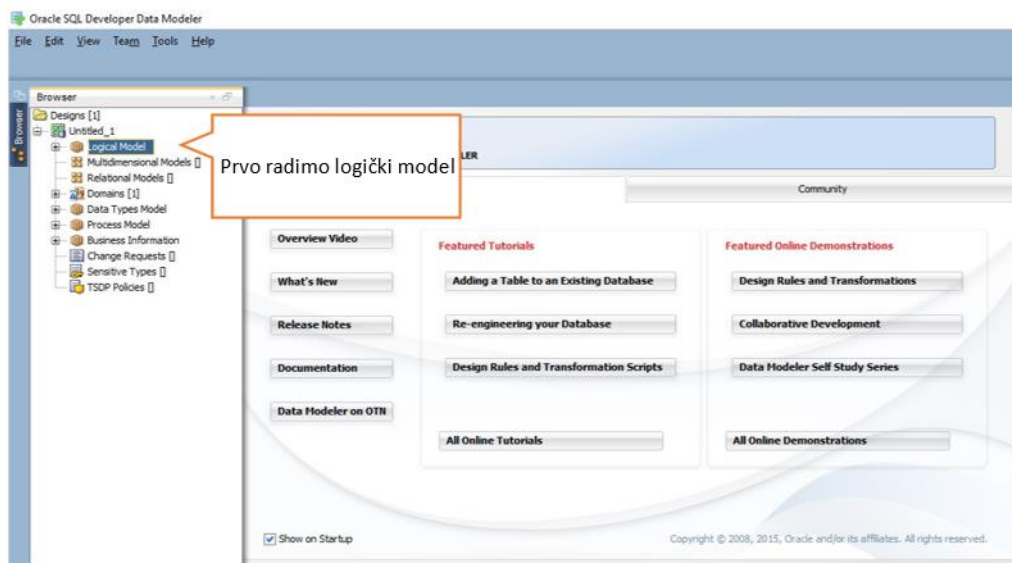 Oracle SQL Developer Data Modeler
File Edit View Team Tools Help
Browser
Browser
Designs [1]
Untitled_1
Logical Model
Multidimensional Models []
Relational Models []
Domains [1]
Data Types Model
Process Model
Business Information
Change Requests []
Sensitive Types []
TSDP Policies []
Prvo radimo logički model
LER
Community
Overview Video
What's New
Release Notes
Documentation
Data Modeler on OTN
Featured Tutorials
Adding a Table to an Existing Database
Re-engineering your Database
Design Rules and Transformation Scripts
All Online Tutorials
Featured Online Demonstrations
Design Rules and Transformations
Collaborative Development
Data Modeler Self Study Series
All Online Demonstrations
Show on Startup
Copyright © 2008, 2015, Oracle and/or its affiliates. All rights reserved.